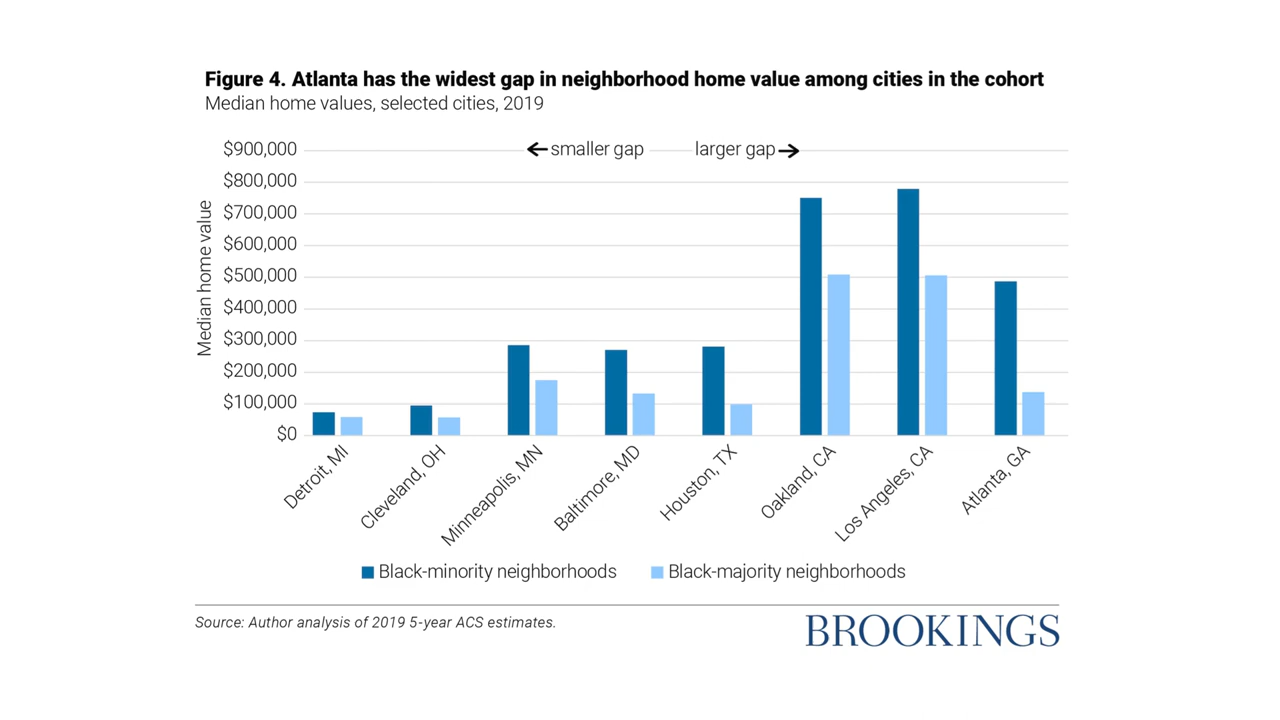 Figure 4. Atlanta has the widest gap in neighborhood home value among cities in the cohort
Median home values, selected cities, 2019
$900,000
smaller gap
larger gap
$800,000
$700,000
$600,000
$500,000
$400,000
$300,000
$200,000
$100,000
$0
Median home value
Detroit, MI
Cleveland, OH
Minneapolis, MN
Baltimore, MD
Houston, TX
Oakland, CA
Los Angeles, CA
Atlanta, GA
Black-minority neighborhoods
Black-majority neighborhoods
Source: Author analysis of 2019 5-year ACS estimates.
BROOKINGS